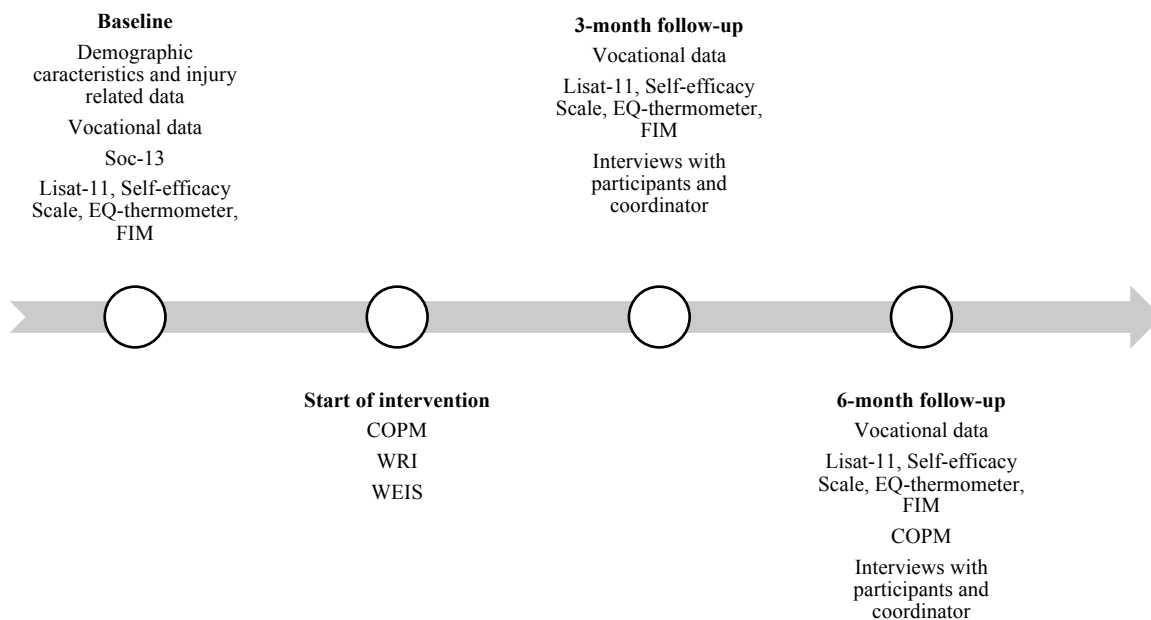 Baseline
Demographic
caracteristics and injury
related data
Vocational data
Soc-13
Lisat-11, Self-efficacy
Scale, EQ-thermometer,
FIM
Start of intervention
COPM
WRI
WEIS
3-month follow-up
Vocational data
Lisat-11, Self-efficacy
Scale, EQ-thermometer,
FIM
Interviews with
participants and
coordinator
6-month follow-up
Vocational data
Lisat-11, Self-efficacy
Scale, EQ-thermometer,
FIM
COPM
Interviews with
participants and
coordinator